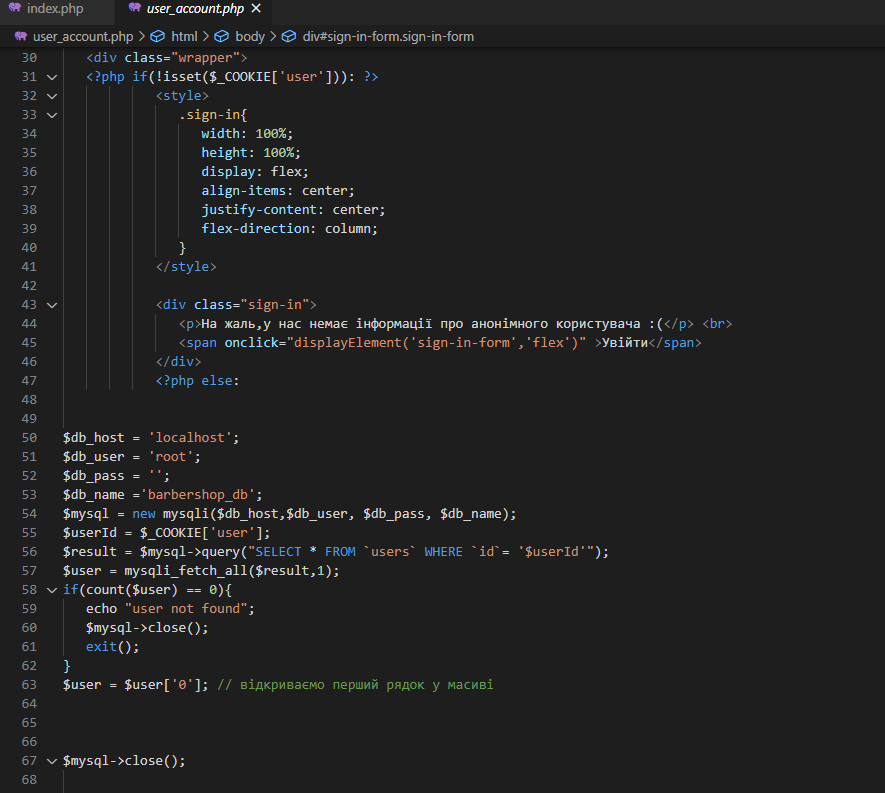 index.php
user_account.php
user_account.php > html > body > div#sign-in-form.sign-in-form
30 <div class="wrapper">
31 <?php if(!isset($_COOKIE['user'])): ?>
32 <style>
33 .sign-in{
34 width: 100%;
35 height: 100%;
36 display: flex;
37 align-items: center;
38 justify-content: center;
39 flex-direction: column;
40 }
41 </style>
42
43 <div class="sign-in">
44 <p>На жаль,у нас немає інформації про анонімного користувача :(</p> <br>
45 <span onclick="displayElement('sign-in-form','flex')" >Увійти</span>
46 </div>
47 <?php else:
48
49
50 $db_host = 'localhost';
51 $db_user = 'root';
52 $db_pass = '';
53 $db_name ='barbershop_db';
54 $mysql = new mysqli($db_host,$db_user, $db_pass, $db_name);
55 $userId = $_COOKIE['user'];
56 $result = $mysql->query("SELECT * FROM `users` WHERE `id`= '$userId'");
57 $user = mysqli_fetch_all($result,1);
58 if(count($user) == 0){
59 echo "user not found";
60 $mysql->close();
61 exit();
62 }
63 $user = $user['0']; // відкриваємо перший рядок у масиві
64
65
66
67 $mysql->close();
68